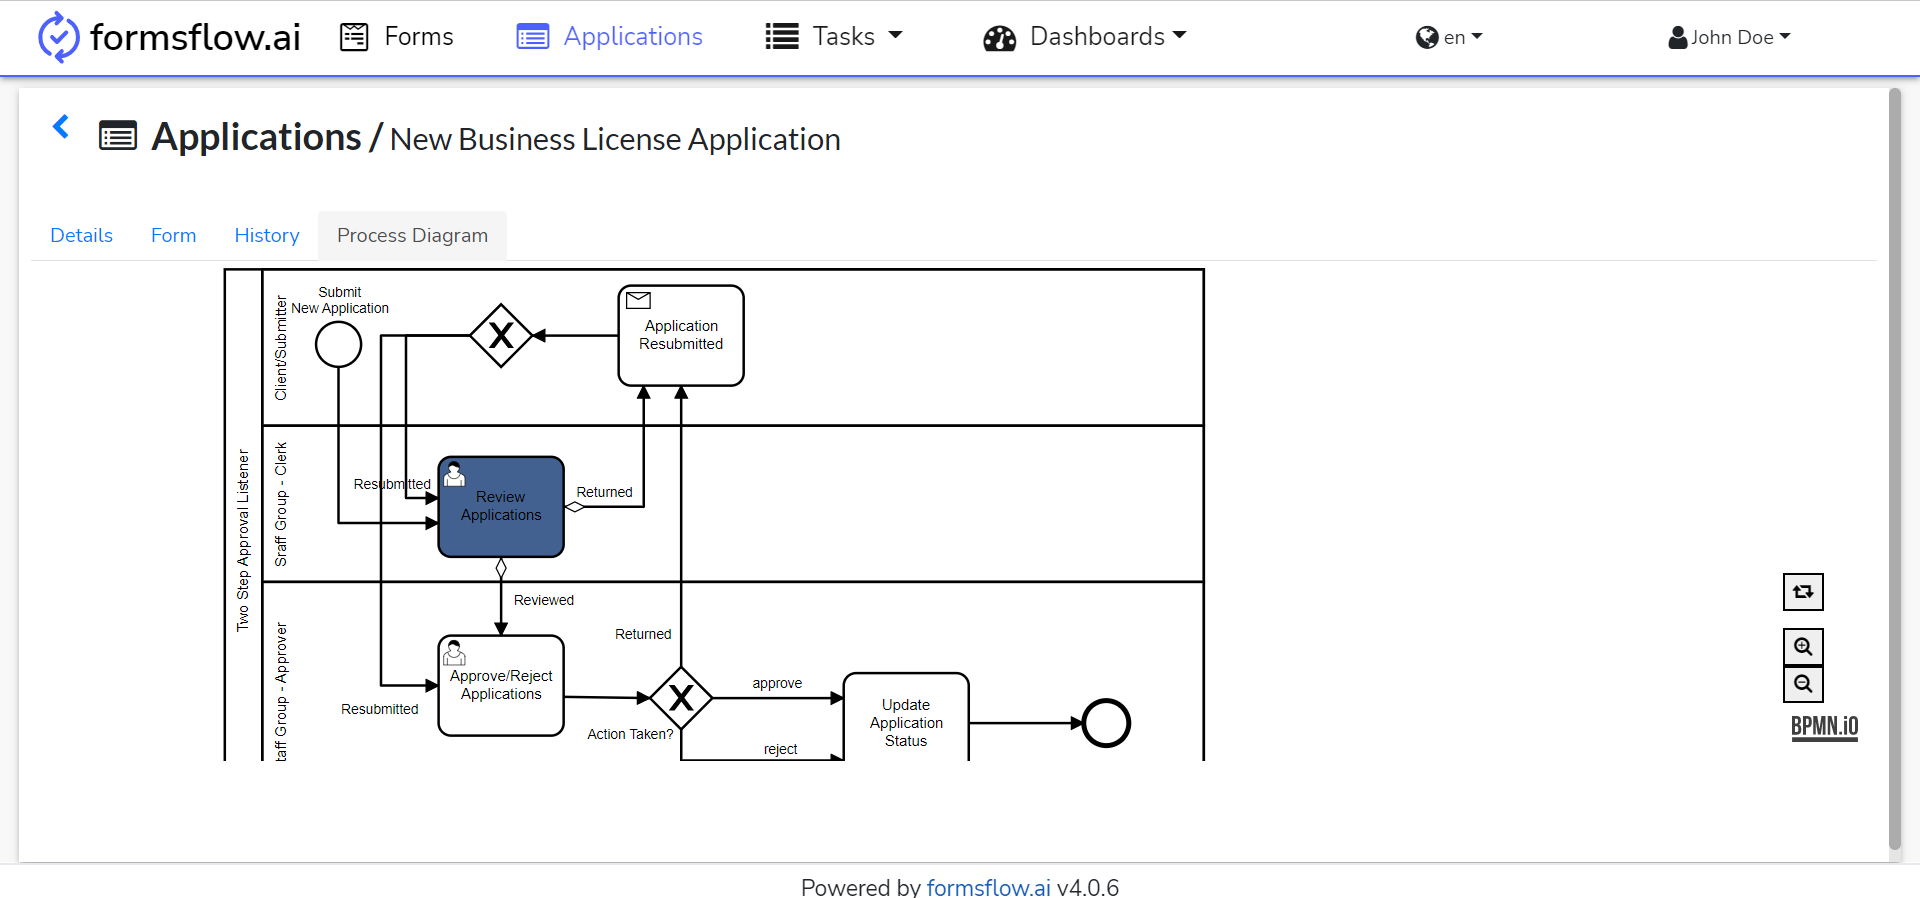 formsflow.ai
Forms
Applications
Tasks
Dashboards
en
John Doe
Applications / New Business License Application
Details
Form
History
Process Diagram
Two Step Approval Listener
Client/Submitter
Submit
New Application
X
Application
Resubmitted
Sraff Group - Clerk
Resubmitted
Review
Applications
Returned
Reviewed
taff Group - Approver
Approve/Reject
Applications
Resubmitted
Returned
X
Action Taken?
approve
reject
Update
Application
Status
BPMN.iO
Powered by formsflow.ai v4.0.6